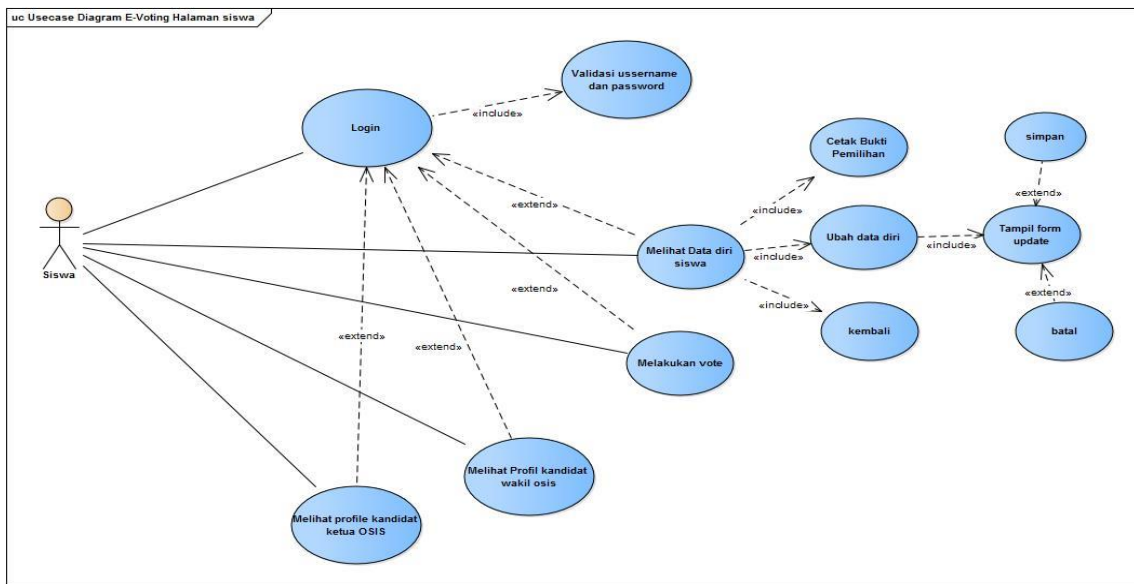 uc Usecase Diagram E-Voting Halaman siswa
Validasi ussername
dan password
Login
«include»
Cetak Bukti
Pemilihan
simpan
«extend»
«extend»
«include»
Siswa
Melihat Data diri
siswa
«include»
Ubah data diri
«include»
Tampil form
update
«extend»
«include»
«extend»
kembali
batal
«extend»
«extend»
Melakukan vote
Melihat Profil kandidat
wakil osis
Melihat profile kandidat
ketua OSIS